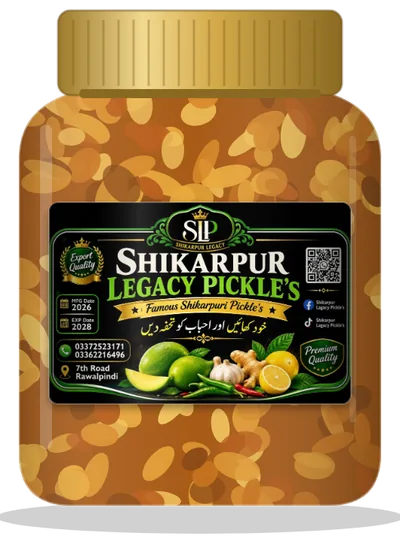 SLP
SHIKARPUR LEGACY
Export
Quality
SHIKARPUR
LEGACY PICKLE'S
Famous Shikarpuri Pickle's
خود کھائیں اور احباب کو تحفہ دیں
MFG Date
2026
EXP Date
2028
03372523171
03362216496
7th Road
Rawalpindi
Shikarpur
Legacy Pickle's
Shikarpur
Legacy Pickle's
Premium
Quality